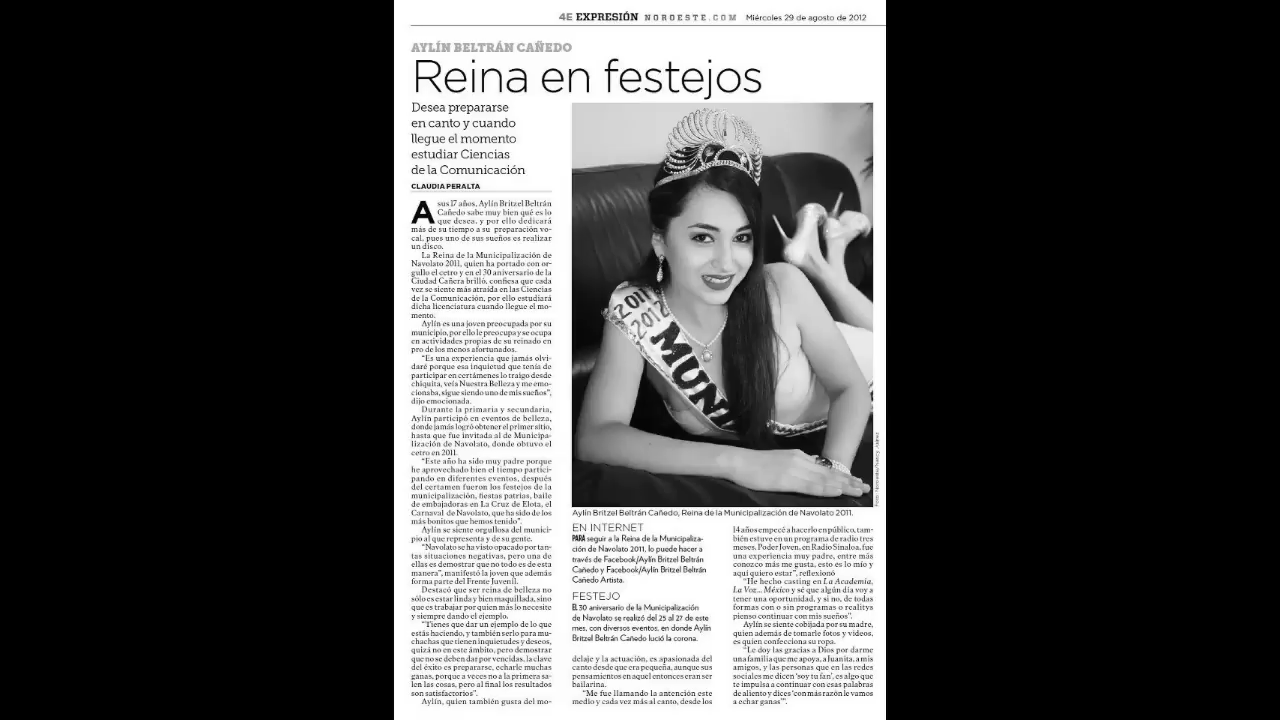 4E EXPRESIÓN NOROESTE.COM Miércoles 29 de agosto de 2012
AYLÍN BELTRÁN CAÑEDO
Reina en festejos
Desea prepararse
en canto y cuando
llegue el momento
estudiar Ciencias
de la Comunicación
CLAUDIA PERALTA
A sus 17 años, Aylín Britzel Beltrán
Cañedo sabe muy bien qué es lo
que desea, y por ello dedicará
más de su tiempo a su preparación vo-
cal, pues uno de sus sueños es realizar
un disco.
La Reina de la Municipalización de
Navolato 2011, quien ha portado con or-
gullo el cetro y en el 30 aniversario de la
Ciudad Cañera brilló, confiesa que cada
vez se siente más atraída en las Ciencias
de la Comunicación, por ello estudiará
dicha licenciatura cuando llegue el mo-
mento.
Aylín es una joven preocupada por su
municipio, por ello le preocupa y se ocupa
en actividades propias de su reinado en
pro de los menos afortunados.
"Es una experiencia que jamás olvi-
daré porque esa inquietud que tenía de
participar en certámenes lo traigo desde
chiquita, veía Nuestra Belleza y me emo-
cionaba, sigue siendo uno de mis sueños",
dijo emocionada.
Durante la primaria y secundaria,
Aylín participó en eventos de belleza,
donde jamás logró obtener el primer sitio,
hasta que fue invitada al de Municipa-
lización de Navolato, donde obtuvo el
cetro en 2011.
"Este año ha sido muy padre porque
he aprovechado bien el tiempo partici-
pando en diferentes eventos, después
del certamen fueron los festejos de la
municipalización, fiestas patrias, baile
de embajadoras en La Cruz de Elota, el
Carnaval de Navolato, que ha sido de los
más bonitos que hemos tenido".
Aylín se siente orgullosa del munici-
pio al que representa y de su gente.
"Navolato se ha visto opacado por tan-
tas situaciones negativas, pero una de
ellas es demostrar que no todo es de esta
manera", manifestó la joven que además
forma parte del Frente Juvenil.
Destacó que ser reina de belleza no
sólo es estar linda y bien maquillada, sino
que es trabajar por quien más lo necesite
y siempre dando el ejemplo.
"Tienes que dar un ejemplo de lo que
estás haciendo, y también serlo para mu-
chachas que tienen inquietudes y deseos,
quizá no en este ámbito, pero demostrar
que no se deben dar por vencidas, la clave
del éxito es prepararse, echarle muchas
ganas, porque a veces no a la primera sa-
len las cosas, pero al final los resultados
son satisfactorios".
Aylín, quien también gusta del mo-
2011
2012
MUN
Aylín Britzel Beltrán Cañedo, Reina de la Municipalización de Navolato 2011.
EN INTERNET
PARA seguir a la Reina de la Municipaliza-
ción de Navolato 2011, lo puede hacer a
través de Facebook/Aylín Britzel Beltrán
Cañedo y Facebook/Aylín Britzel Beltrán
Cañedo Artista.
FESTEJO
EL 30 aniversario de la Municipalización
de Navolato se realizó del 25 al 27 de este
mes, con diversos eventos, en donde Aylín
Britzel Beltrán Cañedo lució la corona.
delaje y la actuación, es apasionada del
canto desde que era pequeña, aunque sus
pensamientos en aquel entonces eran ser
bailarina.
"Me fue llamando la antención este
medio y cada vez más al canto, desde los
14 años empecé a hacerlo en público, tam-
bién estuve en un programa de radio tres
meses, Poder Joven, en Radio Sinaloa, fue
una experiencia muy padre, entre más
conozco más me gusta, esto es lo mío y
aquí quiero estar", reflexionó
"He hecho casting en La Academia,
La Voz... México y sé que algún día voy a
tener una oportunidad, y si no, de todas
formas con o sin programas o realitys
pienso continuar con mis sueños".
Aylín se siente cobijada por su madre,
quien además de tomarle fotos y videos,
es quien confecciona su ropa.
"Le doy las gracias a Dios por darme
una familia que me apoya, a Juanita, a mis
amigos, y las personas que en las redes
sociales me dicen 'soy tu fan', es algo que
te impulsa a continuar con esas palabras
de aliento y dices 'con más razón le vamos
a echar ganas'".